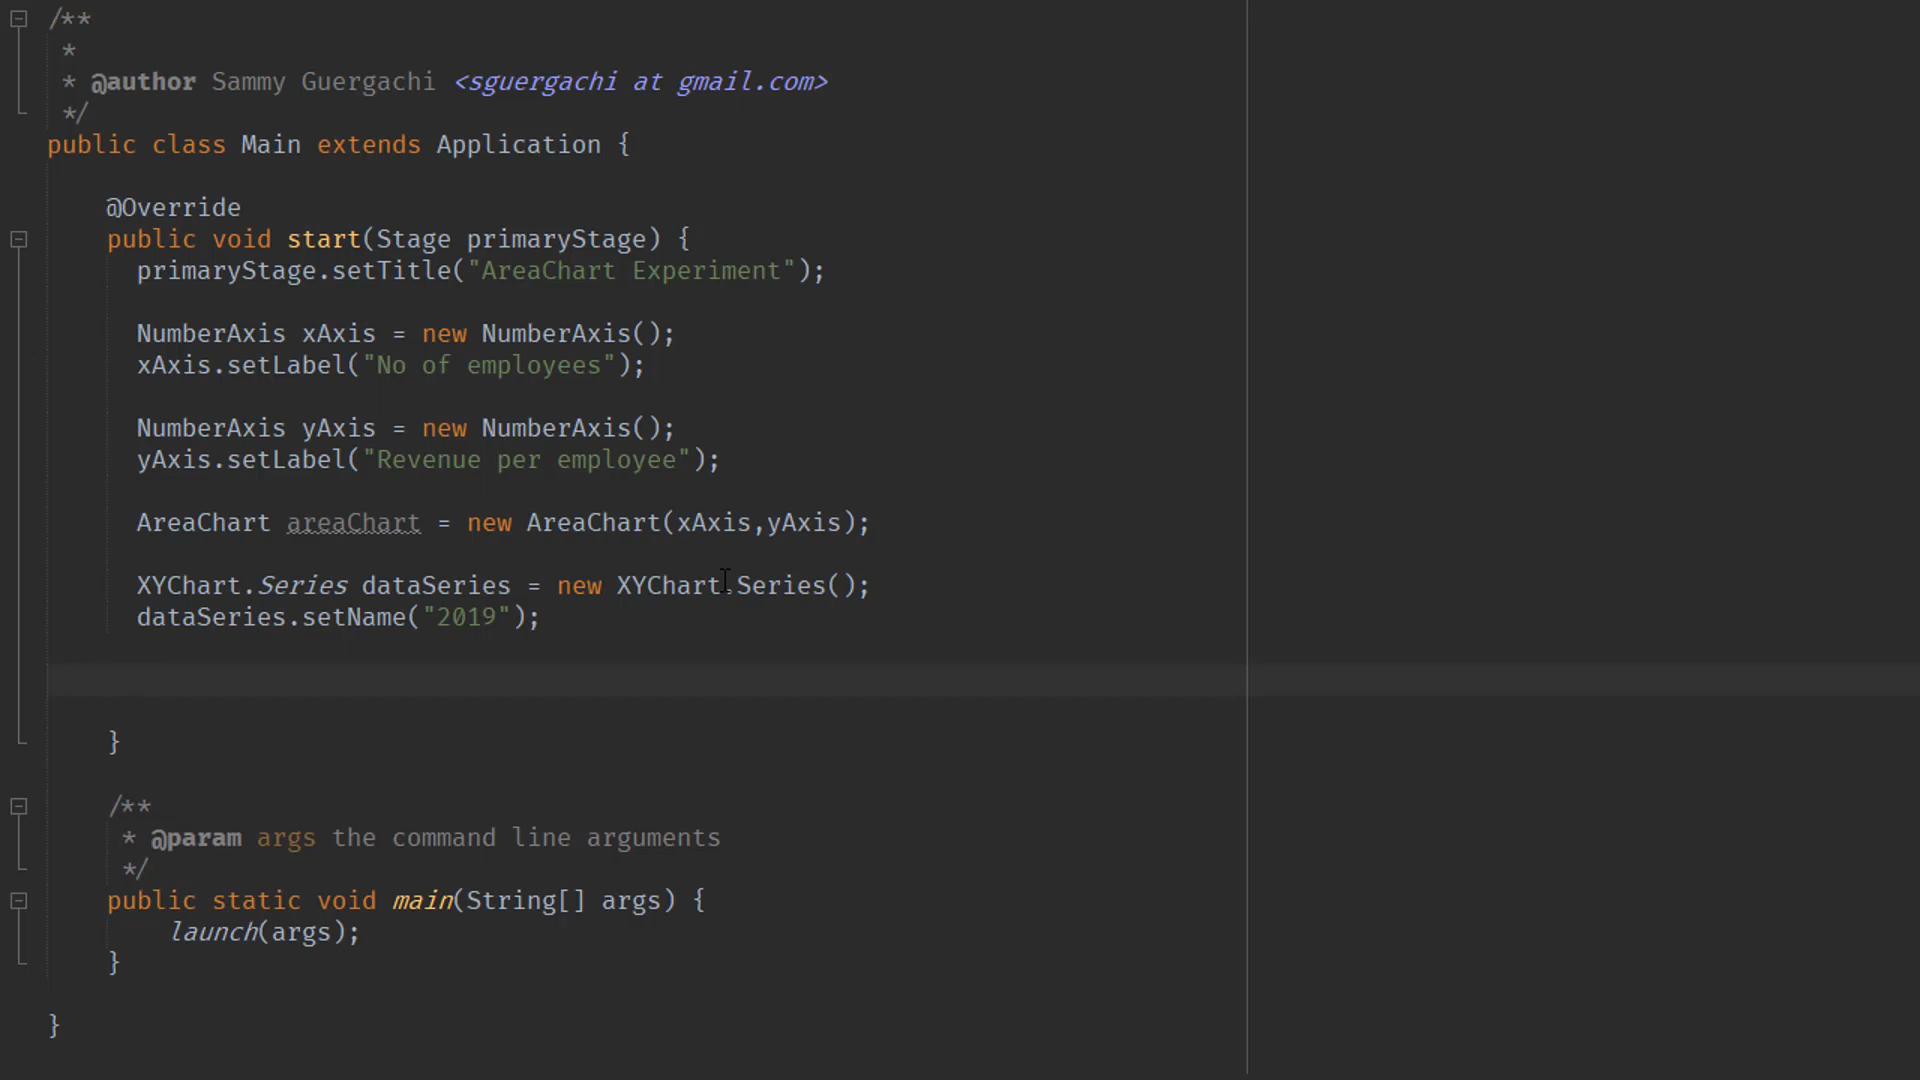 /**
 *
 * @author Sammy Guergachi <sguergachi at gmail.com>
 */
public class Main extends Application {
    @Override
    public void start(Stage primaryStage) {
      primaryStage.setTitle("AreaChart Experiment");
      NumberAxis xAxis = new NumberAxis();
      xAxis.setLabel("No of employees");
      NumberAxis yAxis = new NumberAxis();
      yAxis.setLabel("Revenue per employee");
      AreaChart areaChart = new AreaChart(xAxis,yAxis);
      XYChart.Series dataSeries = new XYChart.Series();
      dataSeries.setName("2019");
    }
    /**
     * @param args the command line arguments
     */
    public static void main(String[] args) {
        launch(args);
    }
}